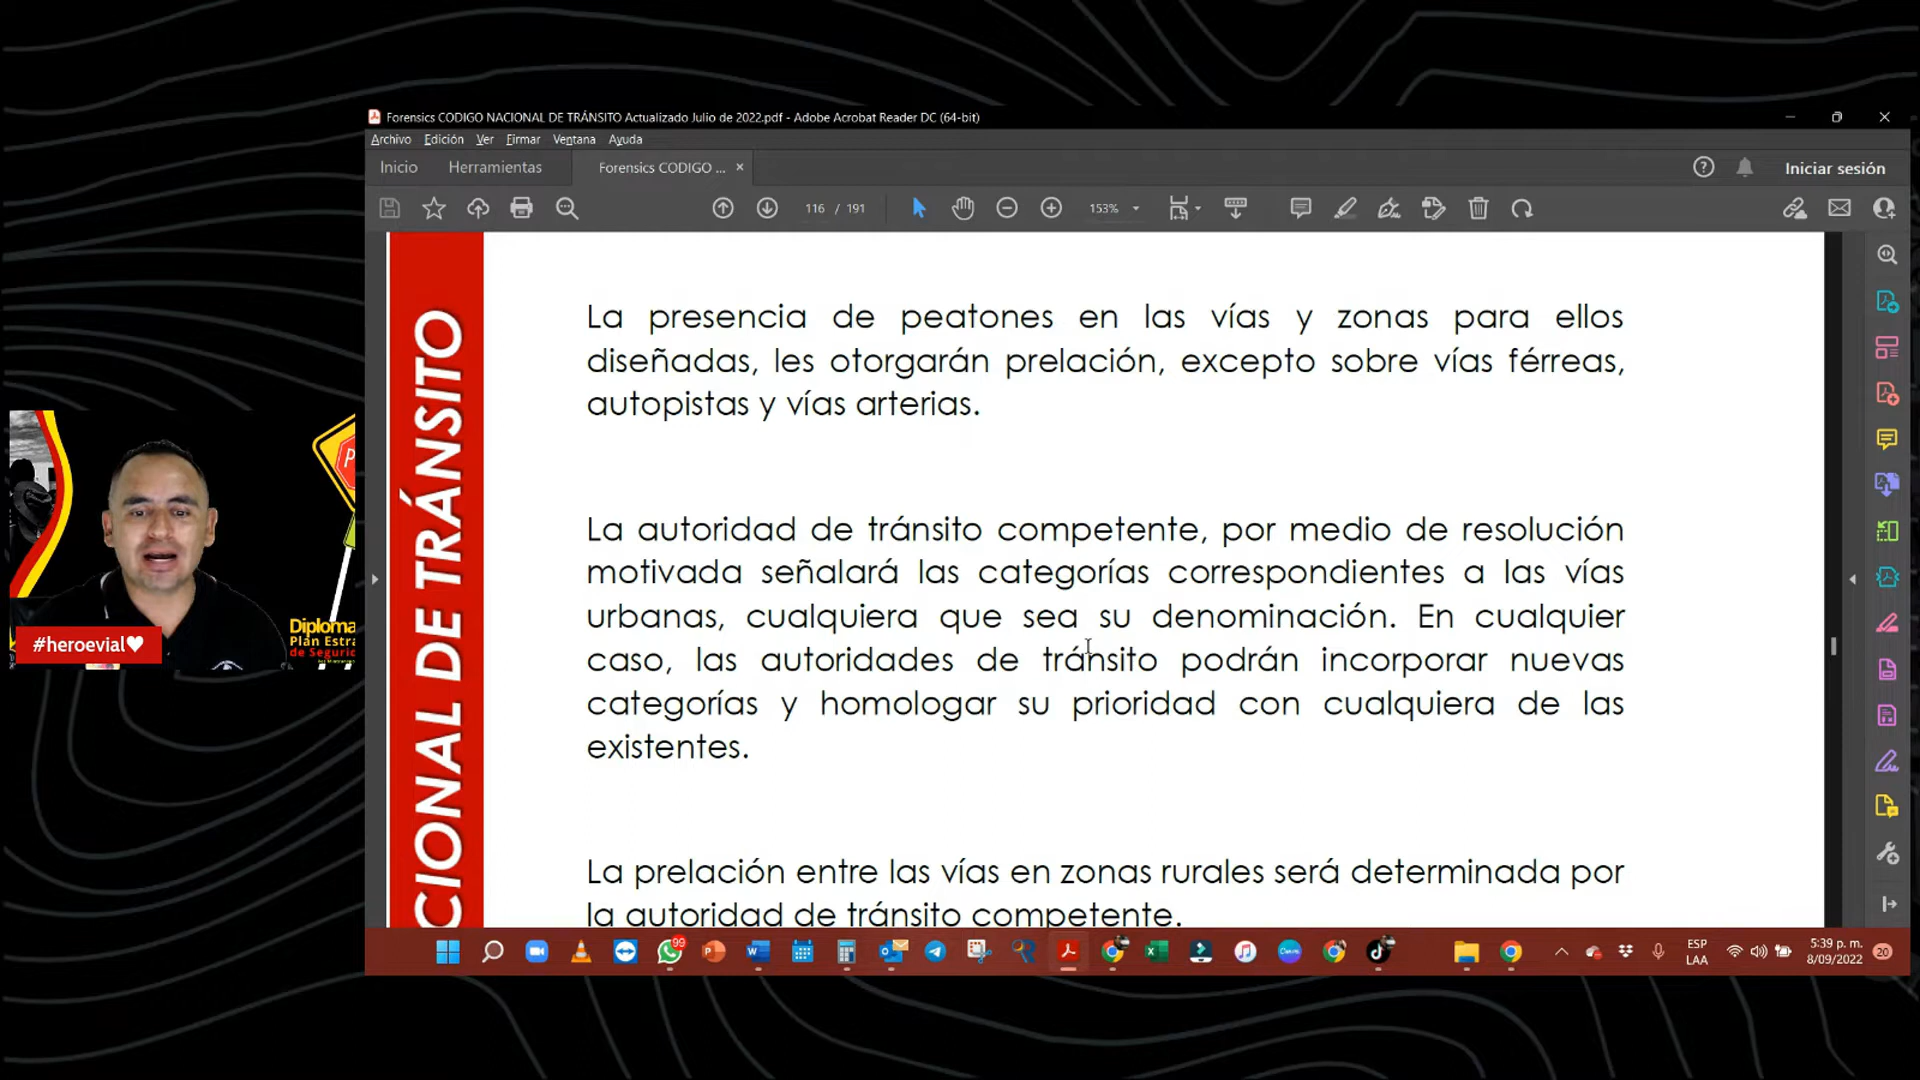 Forensics CODIGO NACIONAL DE TRÁNSITO Actualizado Julio de 2022.pdf - Adobe Acrobat Reader DC (64-bit)
Archivo Edición Ver Firmar Ventana Ayuda
Inicio Herramientas Forensics CODIGO ... × Iniciar sesión
116 / 191 153%
CIONAL DE TRÁNSITO
La presencia de peatones en las vías y zonas para ellos
diseñadas, les otorgarán prelación, excepto sobre vías férreas,
autopistas y vías arterias.
La autoridad de tránsito competente, por medio de resolución
motivada señalará las categorías correspondientes a las vías
urbanas, cualquiera que sea su denominación. En cualquier
caso, las autoridades de tránsito podrán incorporar nuevas
categorías y homologar su prioridad con cualquiera de las
existentes.
La prelación entre las vías en zonas rurales será determinada por
la autoridad de tránsito competente.
#heroevial♥
Diploma
Plan Estra
de Segurid
99
ESP
LAA
5:39 p. m.
8/09/2022
20